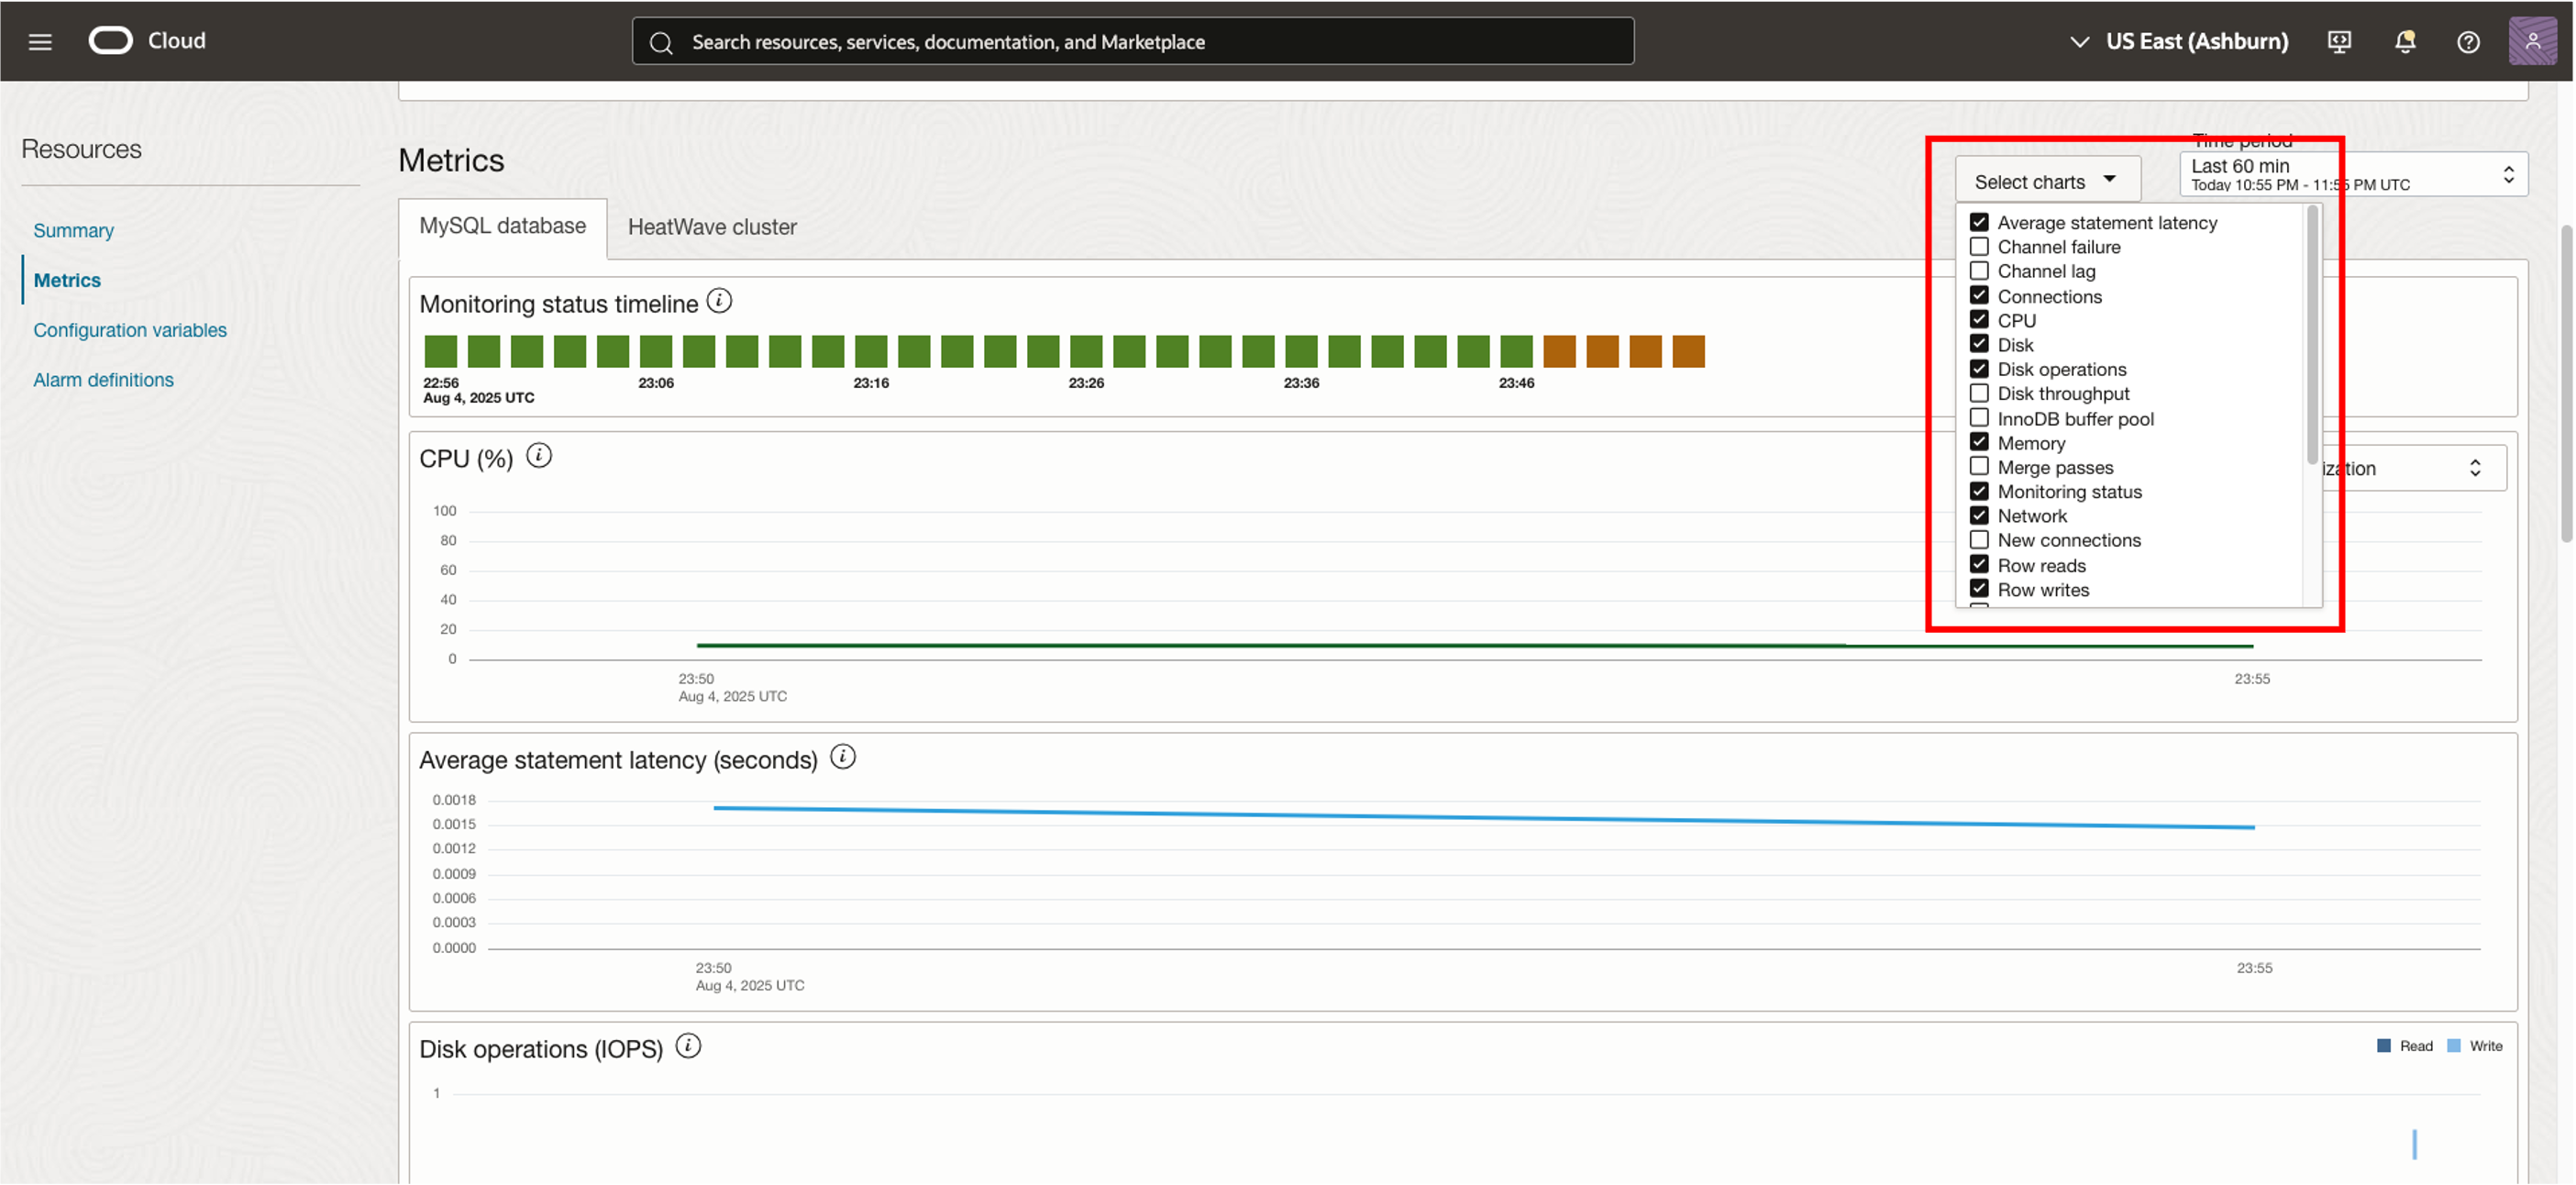 Cloud
Search resources, services, documentation, and Marketplace
US East (Ashburn)
Resources
Summary
Metrics
Configuration variables
Alarm definitions
Metrics
Select charts
Time period
Last 60 min
Today 10:55 PM - 11:55 PM UTC
MySQL database
HeatWave cluster
Average statement latency
Channel failure
Channel lag
Connections
CPU
Disk
Disk operations
Disk throughput
InnoDB buffer pool
Memory
Merge passes
Monitoring status
Network
New connections
Row reads
Row writes
Monitoring status timeline
22:56
Aug 4, 2025 UTC
23:06
23:16
23:26
23:36
23:46
CPU (%)
100
80
60
40
20
0
23:50
Aug 4, 2025 UTC
23:55
Average statement latency (seconds)
0.0018
0.0015
0.0012
0.0009
0.0006
0.0003
0.0000
23:50
Aug 4, 2025 UTC
23:55
Disk operations (IOPS)
Read
Write
1